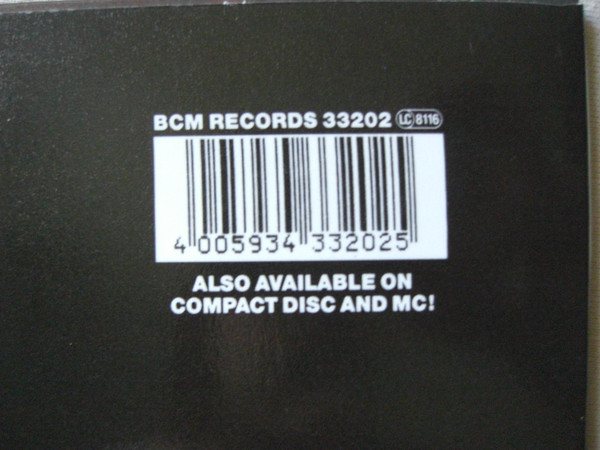 BCM RECORDS 33202 LC 8116
4 005934 332025
ALSO AVAILABLE ON
COMPACT DISC AND MC!